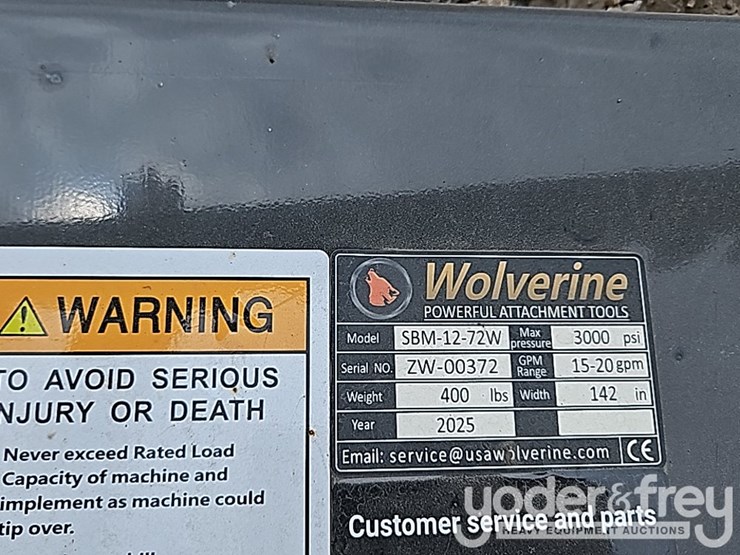 WARNING
TO AVOID SERIOUS
INJURY OR DEATH
Never exceed Rated Load
Capacity of machine and
implement as machine could
tip over.
Wolverine
POWERFUL ATTACHMENT TOOLS
Model SBM-12-72W Max pressure 3000 psi
Serial NO. ZW-00372 GPM Range 15-20 gpm
Weight 400 lbs Width 142 in
Year 2025
Email: service@usawolverine.com CE
Customer service and parts
yoder&frey
HEAVY EQUIPMENT AUCTIONS